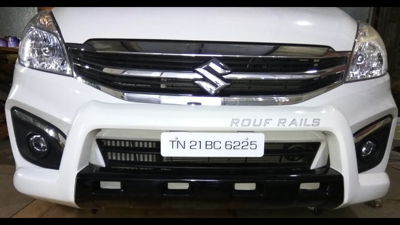 ROUF RAILS
TN 21 BC 6225